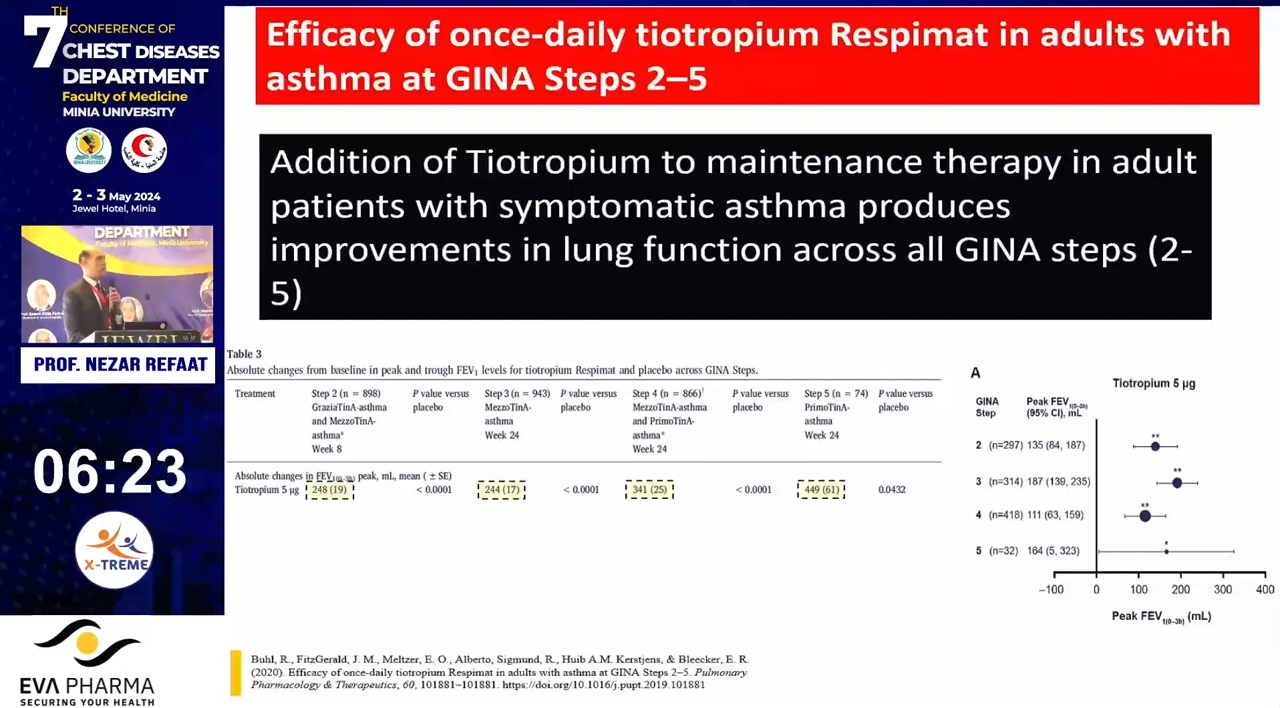 7TH
CONFERENCE OF
CHEST DISEASES
DEPARTMENT
Faculty of Medicine
MINIA UNIVERSITY
2 - 3 May 2024
Jewel Hotel, Minia
DEPARTMENT
Faculty of Medicine, Minia University
JEWEL
PROF. NEZAR REFAAT
06:23
X-TREME
EVA PHARMA
SECURING YOUR HEALTH
Efficacy of once-daily tiotropium Respimat in adults with
asthma at GINA Steps 2–5
Addition of Tiotropium to maintenance therapy in adult
patients with symptomatic asthma produces
improvements in lung function across all GINA steps (2-
5)
Table 3
Absolute changes from baseline in peak and trough FEV1 levels for tiotropium Respimat and placebo across GINA Steps.
Treatment Step 2 (n = 898) P value versus Step 3 (n = 943) P value versus Step 4 (n = 866)† P value versus Step 5 (n = 74) P value versus
GraziaTinA-asthma placebo MezzoTinA- placebo MezzoTinA-asthma placebo PrimoTinA- placebo
and MezzoTinA- asthma and PrimoTinA- asthma
asthma* Week 24 asthma* Week 24
Week 8 Week 24
Absolute changes in FEV1(0–3h) peak, mL, mean ( ± SE)
Tiotropium 5 μg 248 (19) < 0.0001 244 (17) < 0.0001 341 (25) < 0.0001 449 (61) 0.0432
A
Tiotropium 5 μg
GINA Peak FEV1(0–3h)
Step (95% CI), mL
2 (n=297) 135 (84, 187) **
3 (n=314) 187 (139, 235) **
4 (n=418) 111 (63, 159) **
5 (n=32) 164 (5, 323) *
−100 0 100 200 300 400
Peak FEV1(0–3h) (mL)
Buhl, R., FitzGerald, J. M., Meltzer, E. O., Alberto, Sigmund, R., Huib A.M. Kerstjens, & Bleecker, E. R.
(2020). Efficacy of once-daily tiotropium Respimat in adults with asthma at GINA Steps 2–5. Pulmonary
Pharmacology & Therapeutics, 60, 101881–101881. https://doi.org/10.1016/j.pupt.2019.101881